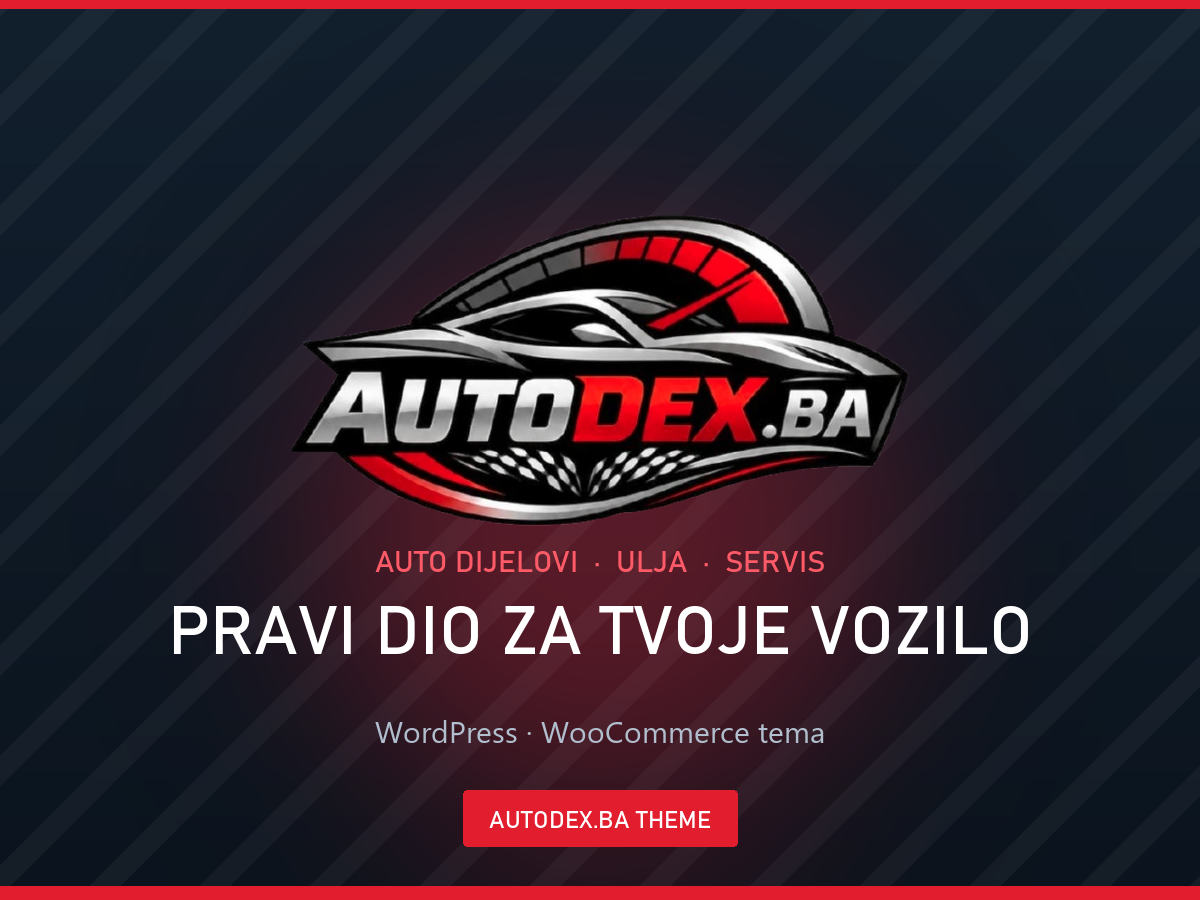 AUTODEX.BA
AUTO DIJELOVI · ULJA · SERVIS
PRAVI DIO ZA TVOJE VOZILO
WordPress · WooCommerce tema
AUTODEX.BA THEME